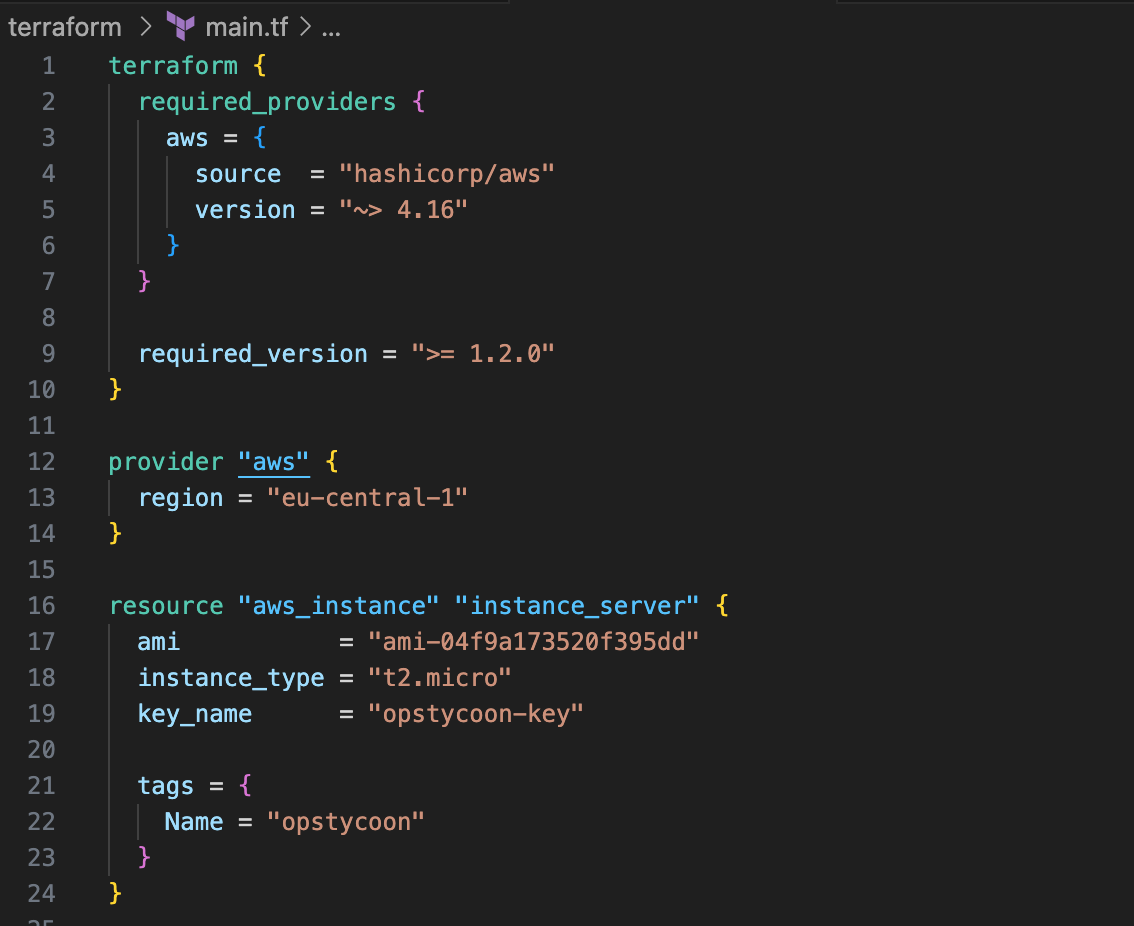 terraform > main.tf > ...
1 terraform {
2   required_providers {
3     aws = {
4       source  = "hashicorp/aws"
5       version = "~> 4.16"
6     }
7   }
8
9   required_version = ">= 1.2.0"
10 }
11
12 provider "aws" {
13   region = "eu-central-1"
14 }
15
16 resource "aws_instance" "instance_server" {
17   ami           = "ami-04f9a173520f395dd"
18   instance_type = "t2.micro"
19   key_name      = "opstycoon-key"
20
21   tags = {
22     Name = "opstycoon"
23   }
24 }
25